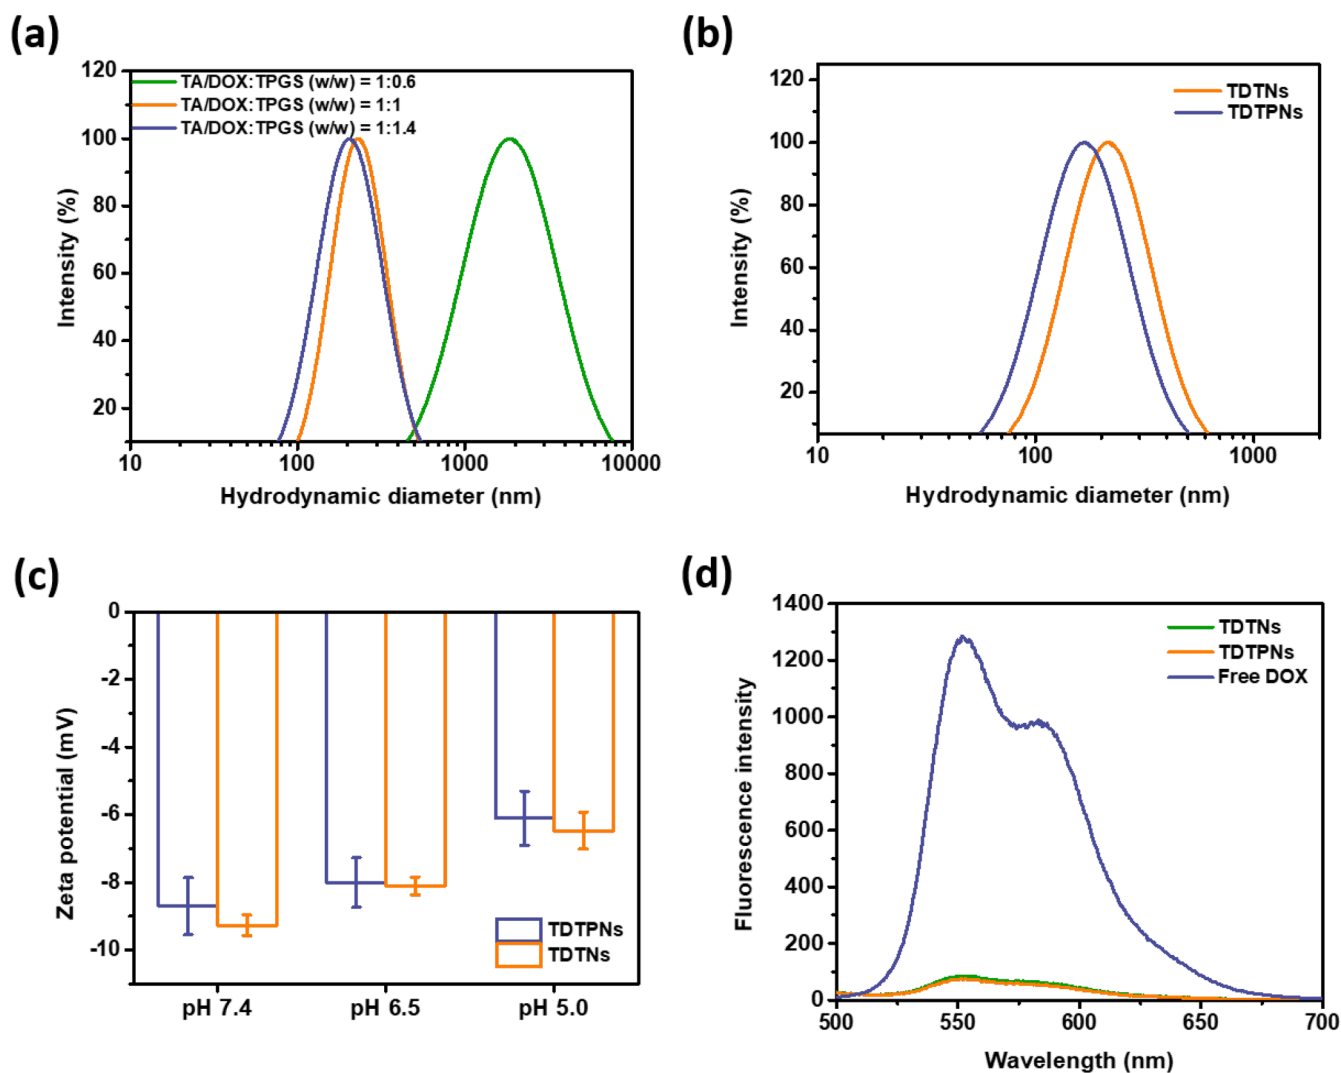 (a)
120
100
80
60
40
20
Intensity (%)
TA/DOX:TPGS (w/w) = 1:0.6
TA/DOX:TPGS (w/w) = 1:1
TA/DOX:TPGS (w/w) = 1:1.4
10
100
1000
10000
Hydrodynamic diameter (nm)
(b)
120
100
80
60
40
20
Intensity (%)
TDTNs
TDTPNs
10
100
1000
Hydrodynamic diameter (nm)
(c)
0
-2
-4
-6
-8
-10
Zeta potential (mV)
TDTPNs
TDTNs
pH 7.4
pH 6.5
pH 5.0
(d)
1400
1200
1000
800
600
400
200
0
Fluorescence intensity
TDTNs
TDTPNs
Free DOX
500
550
600
650
700
Wavelength (nm)